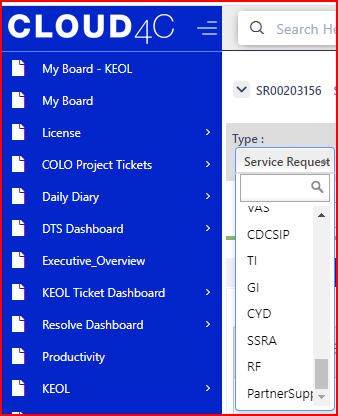 CLOUD4C
Search He
My Board - KEOL
My Board
License
COLO Project Tickets
Daily Diary
DTS Dashboard
Executive_Overview
KEOL Ticket Dashboard
Resolve Dashboard
Productivity
KEOL
SR00203156
Type :
Service Request
VAS
CDCSIP
TI
GI
CYD
SSRA
RF
PartnerSupp